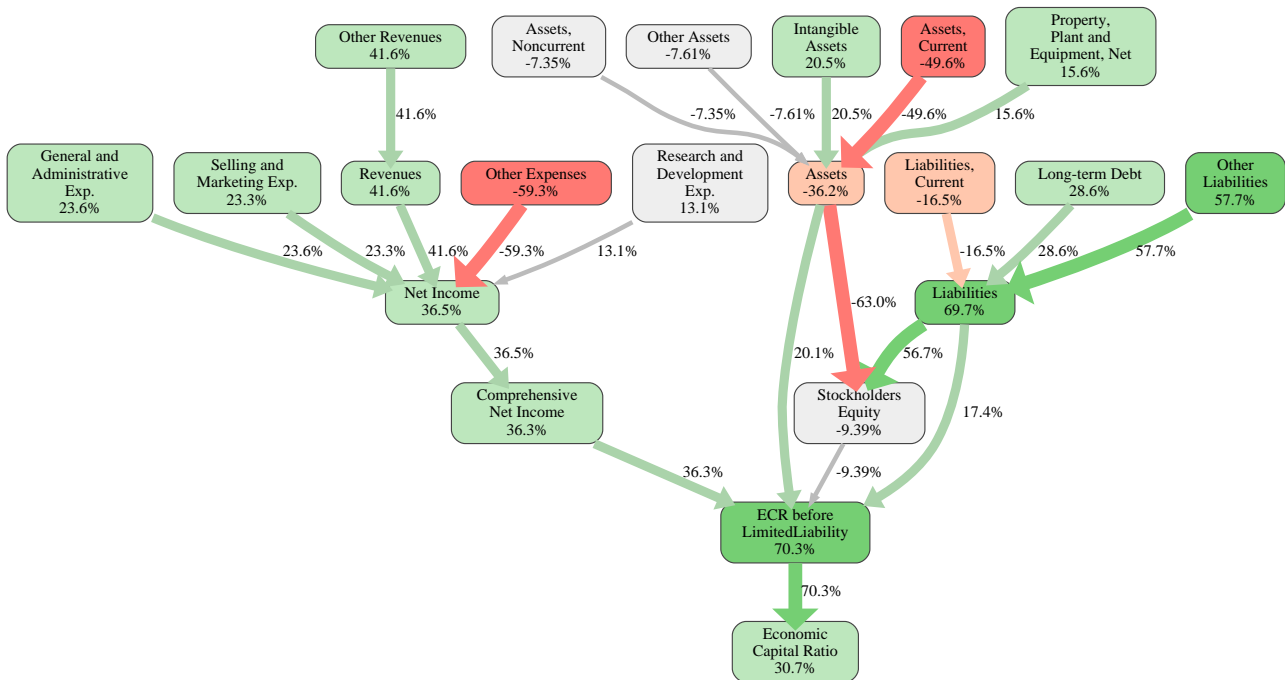 Other Revenues
41.6%
Assets,
Noncurrent
-7.35%
Other Assets
-7.61%
Intangible
Assets
20.5%
Assets,
Current
-49.6%
Property,
Plant and
Equipment, Net
15.6%
41.6%
-7.35%
-7.61%
20.5%
-49.6%
15.6%
General and
Administrative
Exp.
23.6%
Selling and
Marketing Exp.
23.3%
Revenues
41.6%
Other Expenses
-59.3%
Research and
Development
Exp.
13.1%
Assets
-36.2%
Liabilities,
Current
-16.5%
Long-term Debt
28.6%
Other
Liabilities
57.7%
23.6%
23.3%
41.6%
-59.3%
13.1%
-16.5%
28.6%
57.7%
Net Income
36.5%
Liabilities
69.7%
36.5%
20.1%
-63.0%
56.7%
17.4%
Comprehensive
Net Income
36.3%
Stockholders
Equity
-9.39%
36.3%
-9.39%
ECR before
LimitedLiability
70.3%
70.3%
Economic
Capital Ratio
30.7%